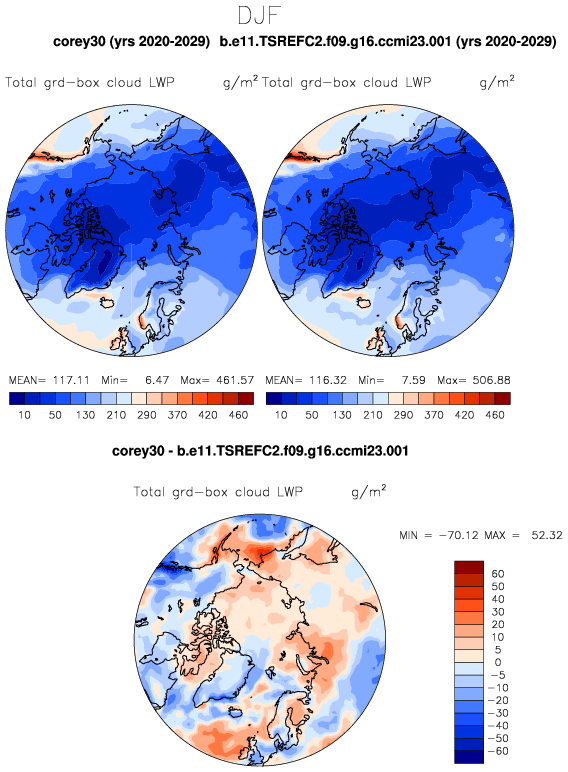 DJF
corey30 (yrs 2020-2029) b.e11.TSREFC2.f09.g16.ccmi23.001 (yrs 2020-2029)
Total grd-box cloud LWP g/m² Total grd-box cloud LWP g/m²
MEAN= 117.11 Min= 6.47 Max= 461.57 MEAN= 116.32 Min= 7.59 Max= 506.88
10 50 130 210 290 370 420 460 10 50 130 210 290 370 420 460
corey30 - b.e11.TSREFC2.f09.g16.ccmi23.001
Total grd-box cloud LWP g/m²
MIN = -70.12 MAX = 52.32
60
50
40
30
20
10
5
0
-5
-10
-20
-30
-40
-50
-60